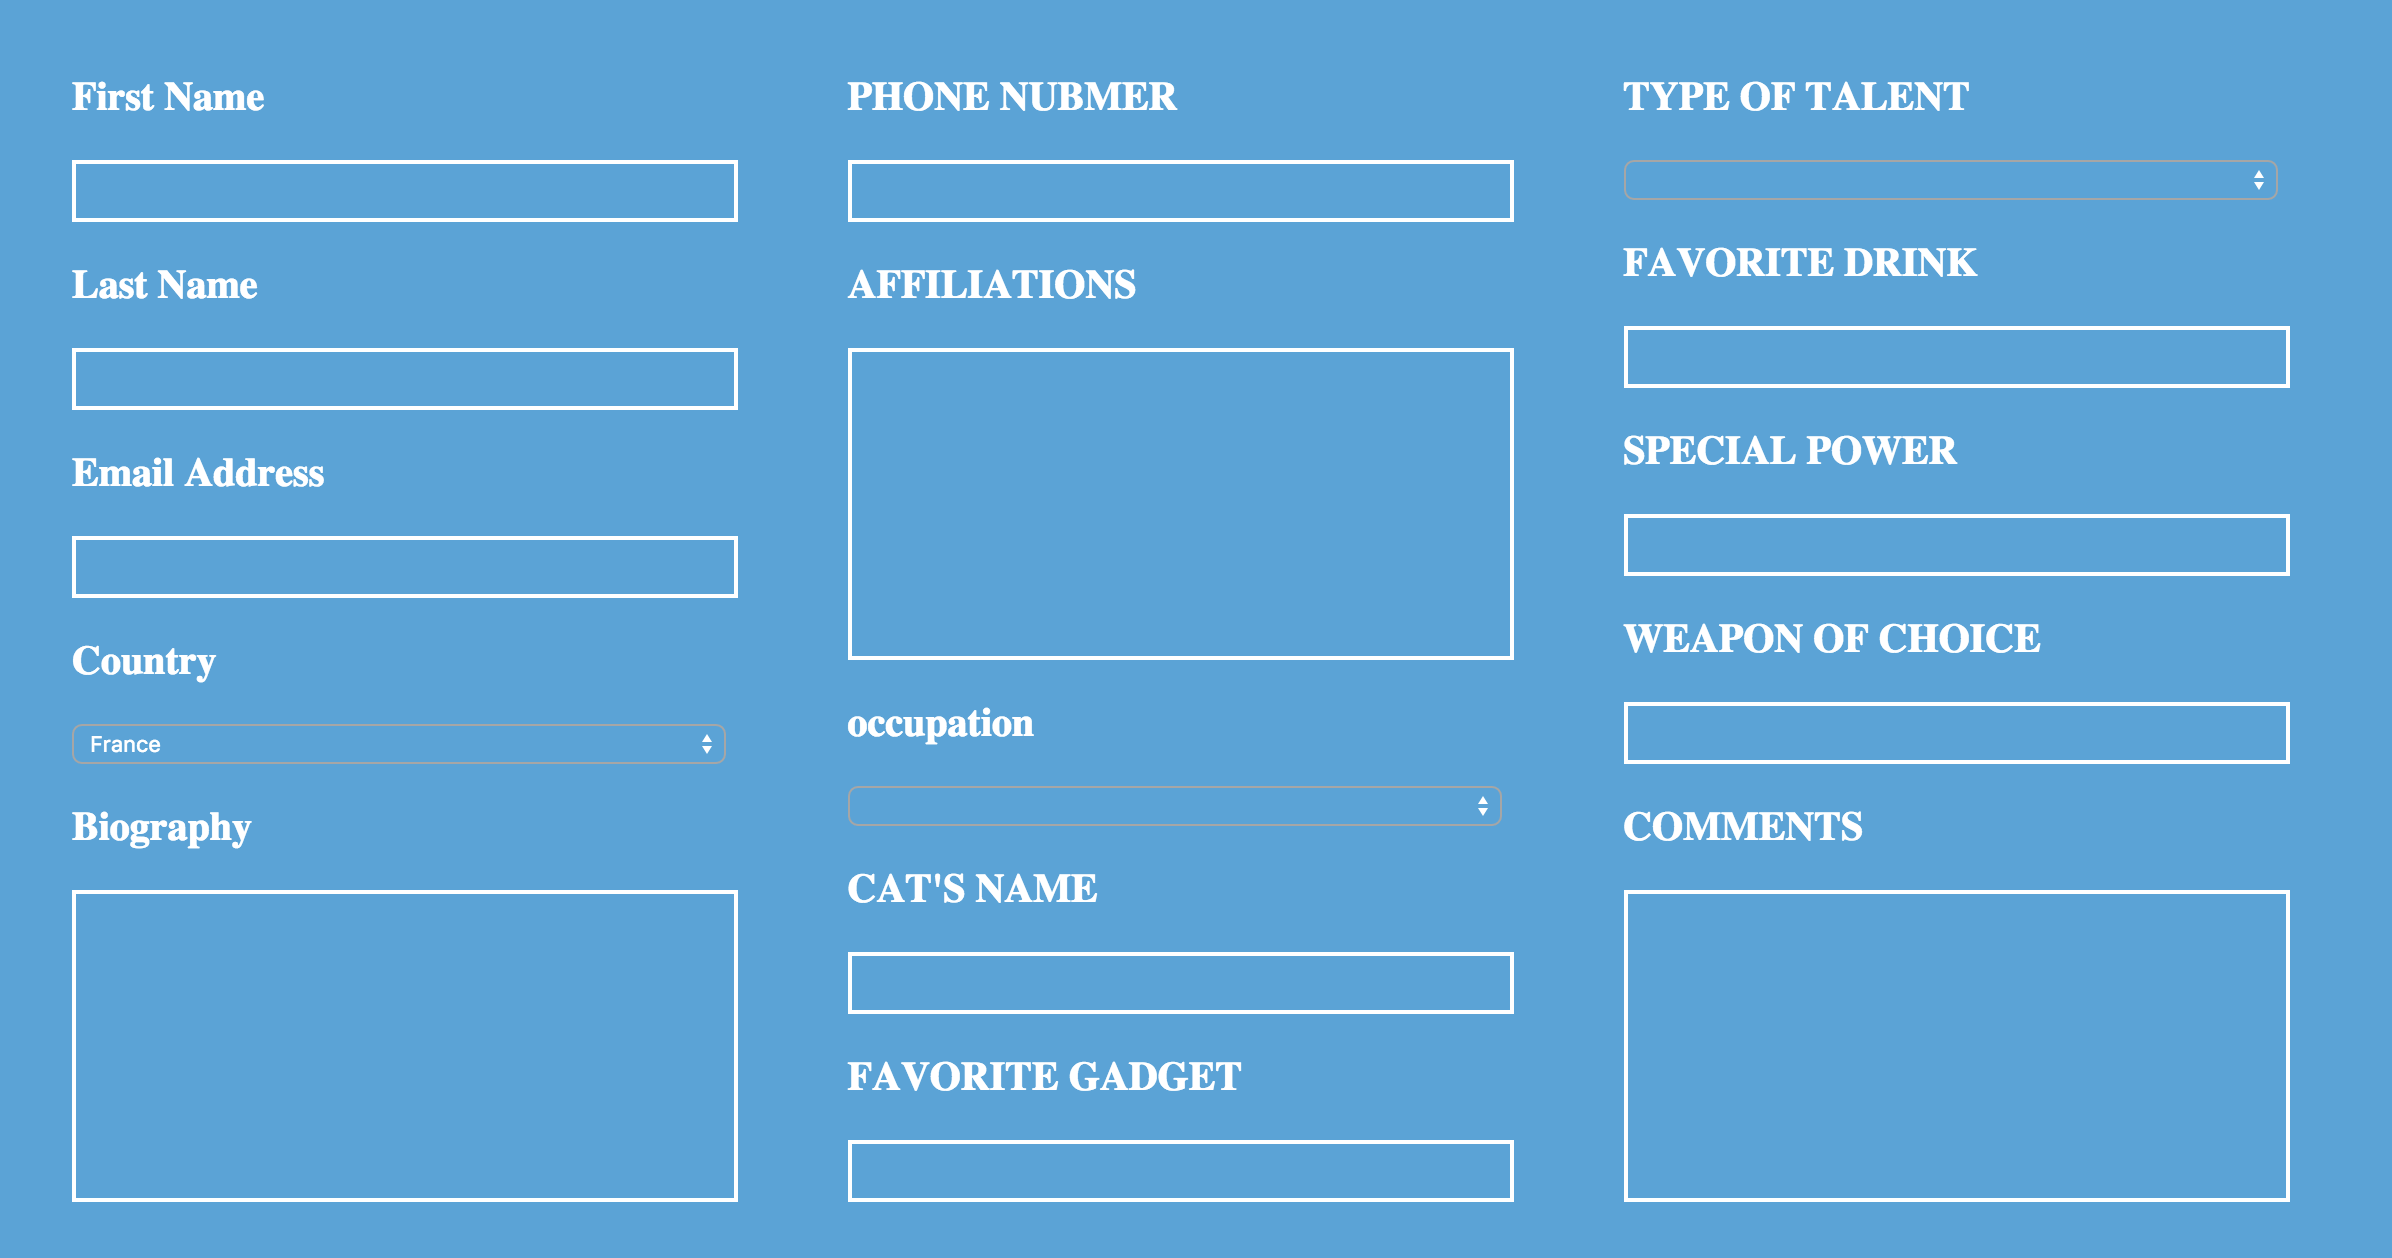 First Name
Last Name
Email Address
Country
France
Biography
PHONE NUBMER
AFFILIATIONS
occupation
CAT'S NAME
FAVORITE GADGET
TYPE OF TALENT
FAVORITE DRINK
SPECIAL POWER
WEAPON OF CHOICE
COMMENTS